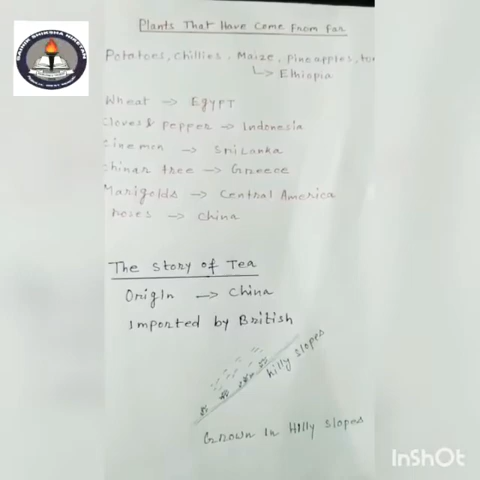 Plants That Have Come From Far
Potatoes, Chillies, Maize, Pineapples,
Ethiopia
Wheat → Egypt
Cloves & Pepper → Indonesia
Cinemon → SriLanka
Chinar tree → Greece
Marigolds → Central America
Roses → China
The Story of Tea
Origin → China
Imported by British
hilly slopes
Grown in Hilly Slopes
InShOt